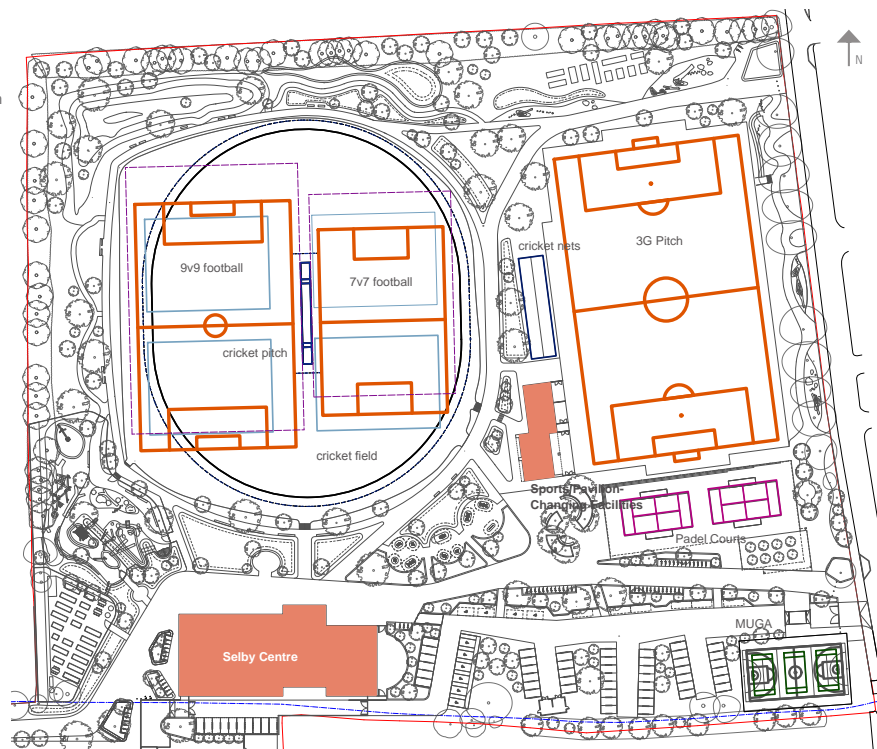 N
3G Pitch
cricket nets
9v9 football
7v7 football
cricket pitch
cricket field
Sports Pavilion-
Changing Facilities
Padel Courts
MUGA
Selby Centre